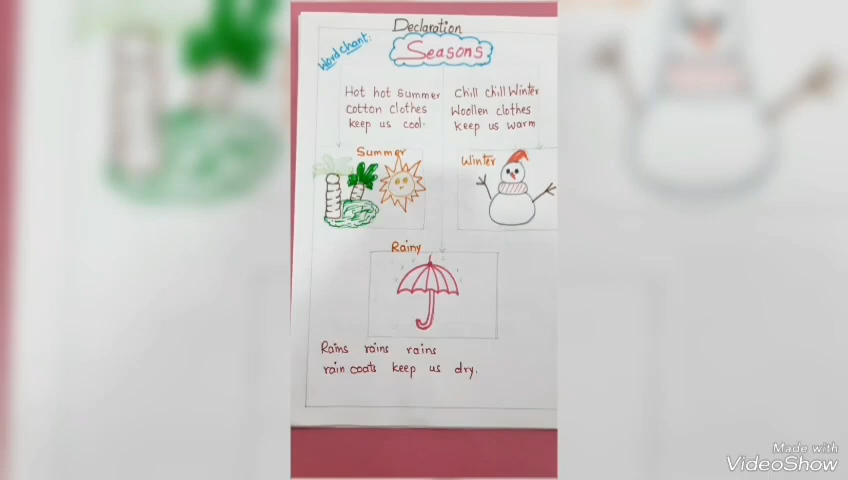 Declaration
Word chant:
Seasons
Hot hot Summer
cotton clothes
keep us cool.
Chill chill Winter
Woollen clothes
keep us warm
Summer
Winter
Rainy
Rains rains rains
rain coats keep us dry.
Made with
VideoShow